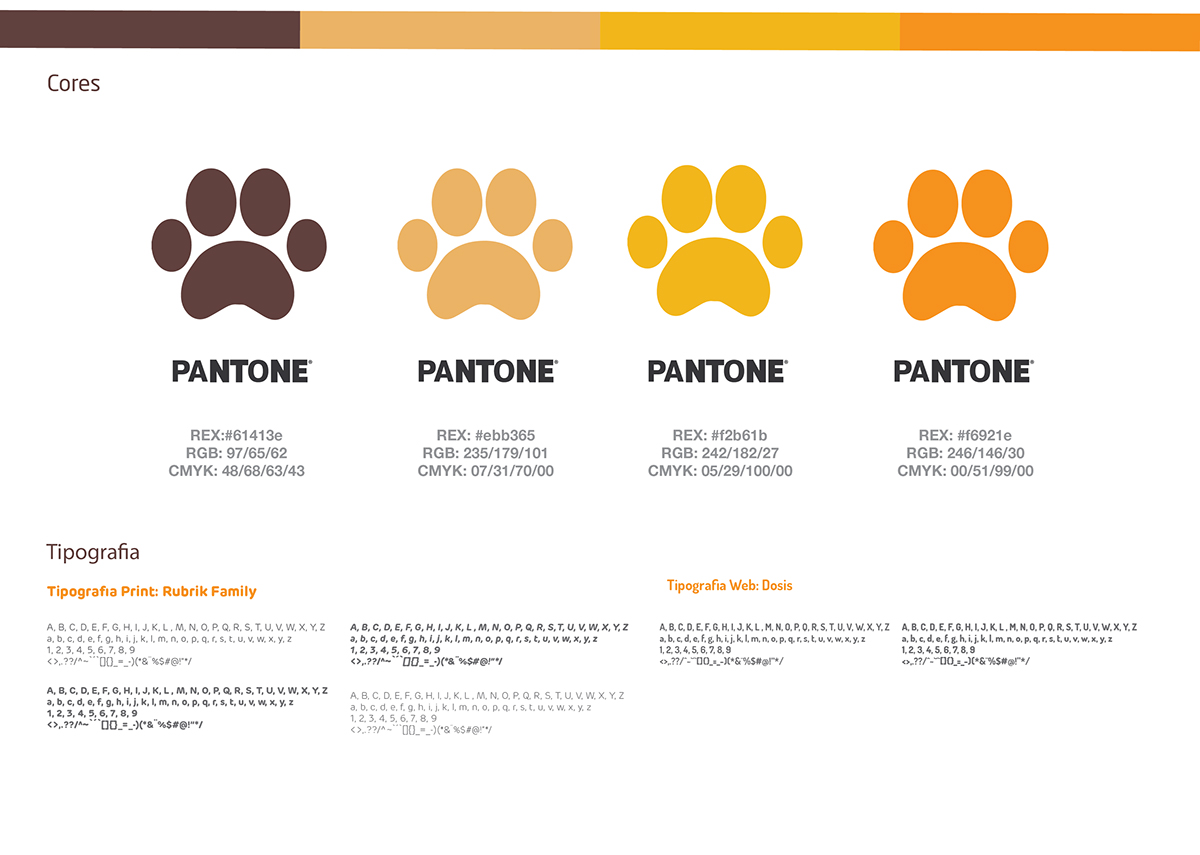 Cores
PANTONE®
REX:#61413e
RGB: 97/65/62
CMYK: 48/68/63/43
PANTONE®
REX: #ebb365
RGB: 235/179/101
CMYK: 07/31/70/00
PANTONE®
REX: #f2b61b
RGB: 242/182/27
CMYK: 05/29/100/00
PANTONE®
REX: #f6921e
RGB: 246/146/30
CMYK: 00/51/99/00
Tipografia
Tipografia Print: Rubrik Family
A, B, C, D, E, F, G, H, I, J, K, L , M, N, O, P, Q, R, S, T, U, V, W, X, Y, Z
a, b, c, d, e, f, g, h, i, j, k, l, m, n, o, p, q, r, s, t, u, v, w, x, y, z
1, 2, 3, 4, 5, 6, 7, 8, 9
<>,.??/^~```[]{}_=_-)(*&¨%$#@!"*/
A, B, C, D, E, F, G, H, I, J, K, L , M, N, O, P, Q, R, S, T, U, V, W, X, Y, Z
a, b, c, d, e, f, g, h, i, j, k, l, m, n, o, p, q, r, s, t, u, v, w, x, y, z
1, 2, 3, 4, 5, 6, 7, 8, 9
<>,.??/^~```[]{}_=_-)(*&¨%$#@!"*/
A, B, C, D, E, F, G, H, I, J, K, L , M, N, O, P, Q, R, S, T, U, V, W, X, Y, Z
a, b, c, d, e, f, g, h, i, j, k, l, m, n, o, p, q, r, s, t, u, v, w, x, y, z
1, 2, 3, 4, 5, 6, 7, 8, 9
<>,.??/^~```[]{}_=_-)(*&¨%$#@!"*/
A, B, C, D, E, F, G, H, I, J, K, L , M, N, O, P, Q, R, S, T, U, V, W, X, Y, Z
a, b, c, d, e, f, g, h, i, j, k, l, m, n, o, p, q, r, s, t, u, v, w, x, y, z
1, 2, 3, 4, 5, 6, 7, 8, 9
<>,.??/^~```[]{}_=_-)(*&¨%$#@!"*/
Tipografia Web: Dosis
A, B, C, D, E, F, G, H, I, J, K, L , M, N, O, P, Q, R, S, T, U, V, W, X, Y, Z
a, b, c, d, e, f, g, h, i, j, k, l, m, n, o, p, q, r, s, t, u, v, w, x, y, z
1, 2, 3, 4, 5, 6, 7, 8, 9
<>,.??/^~```[]{}_=_-)(*&¨%$#@!"*/
A, B, C, D, E, F, G, H, I, J, K, L , M, N, O, P, Q, R, S, T, U, V, W, X, Y, Z
a, b, c, d, e, f, g, h, i, j, k, l, m, n, o, p, q, r, s, t, u, v, w, x, y, z
1, 2, 3, 4, 5, 6, 7, 8, 9
<>,.??/^~```[]{}_=_-)(*&¨%$#@!"*/